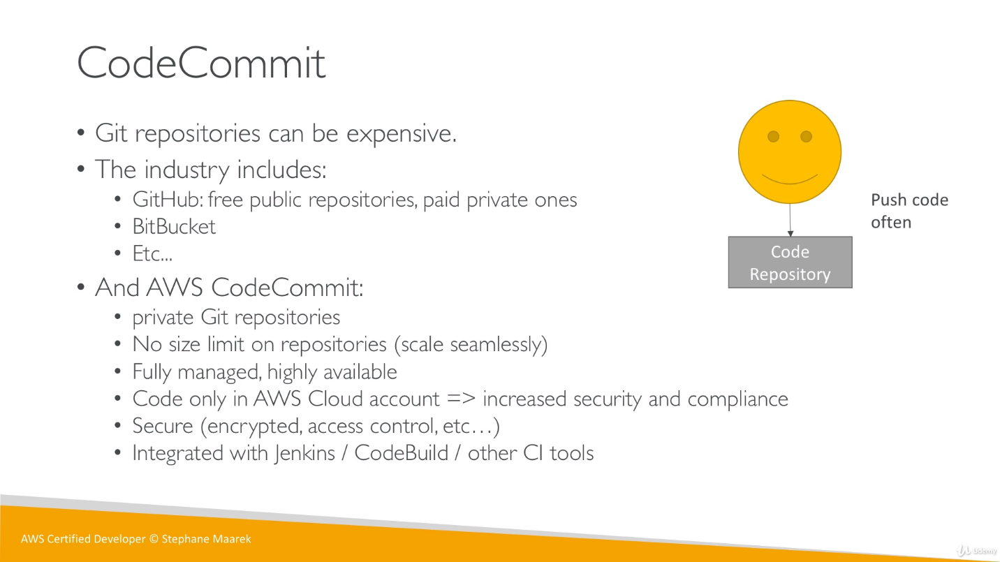 CodeCommit
• Git repositories can be expensive.
• The industry includes:
• GitHub: free public repositories, paid private ones
• BitBucket
• Etc...
• And AWS CodeCommit:
• private Git repositories
• No size limit on repositories (scale seamlessly)
• Fully managed, highly available
• Code only in AWS Cloud account => increased security and compliance
• Secure (encrypted, access control, etc…)
• Integrated with Jenkins / CodeBuild / other CI tools
Push code
often
Code
Repository
AWS Certified Developer © Stephane Maarek
Udemy